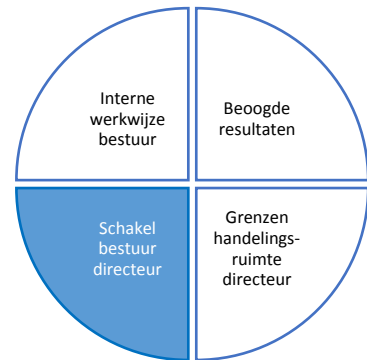 Interne
werkwijze
bestuur
Beoogde
resultaten
Schakel
bestuur
directeur
Grenzen
handelings-
ruimte
directeur